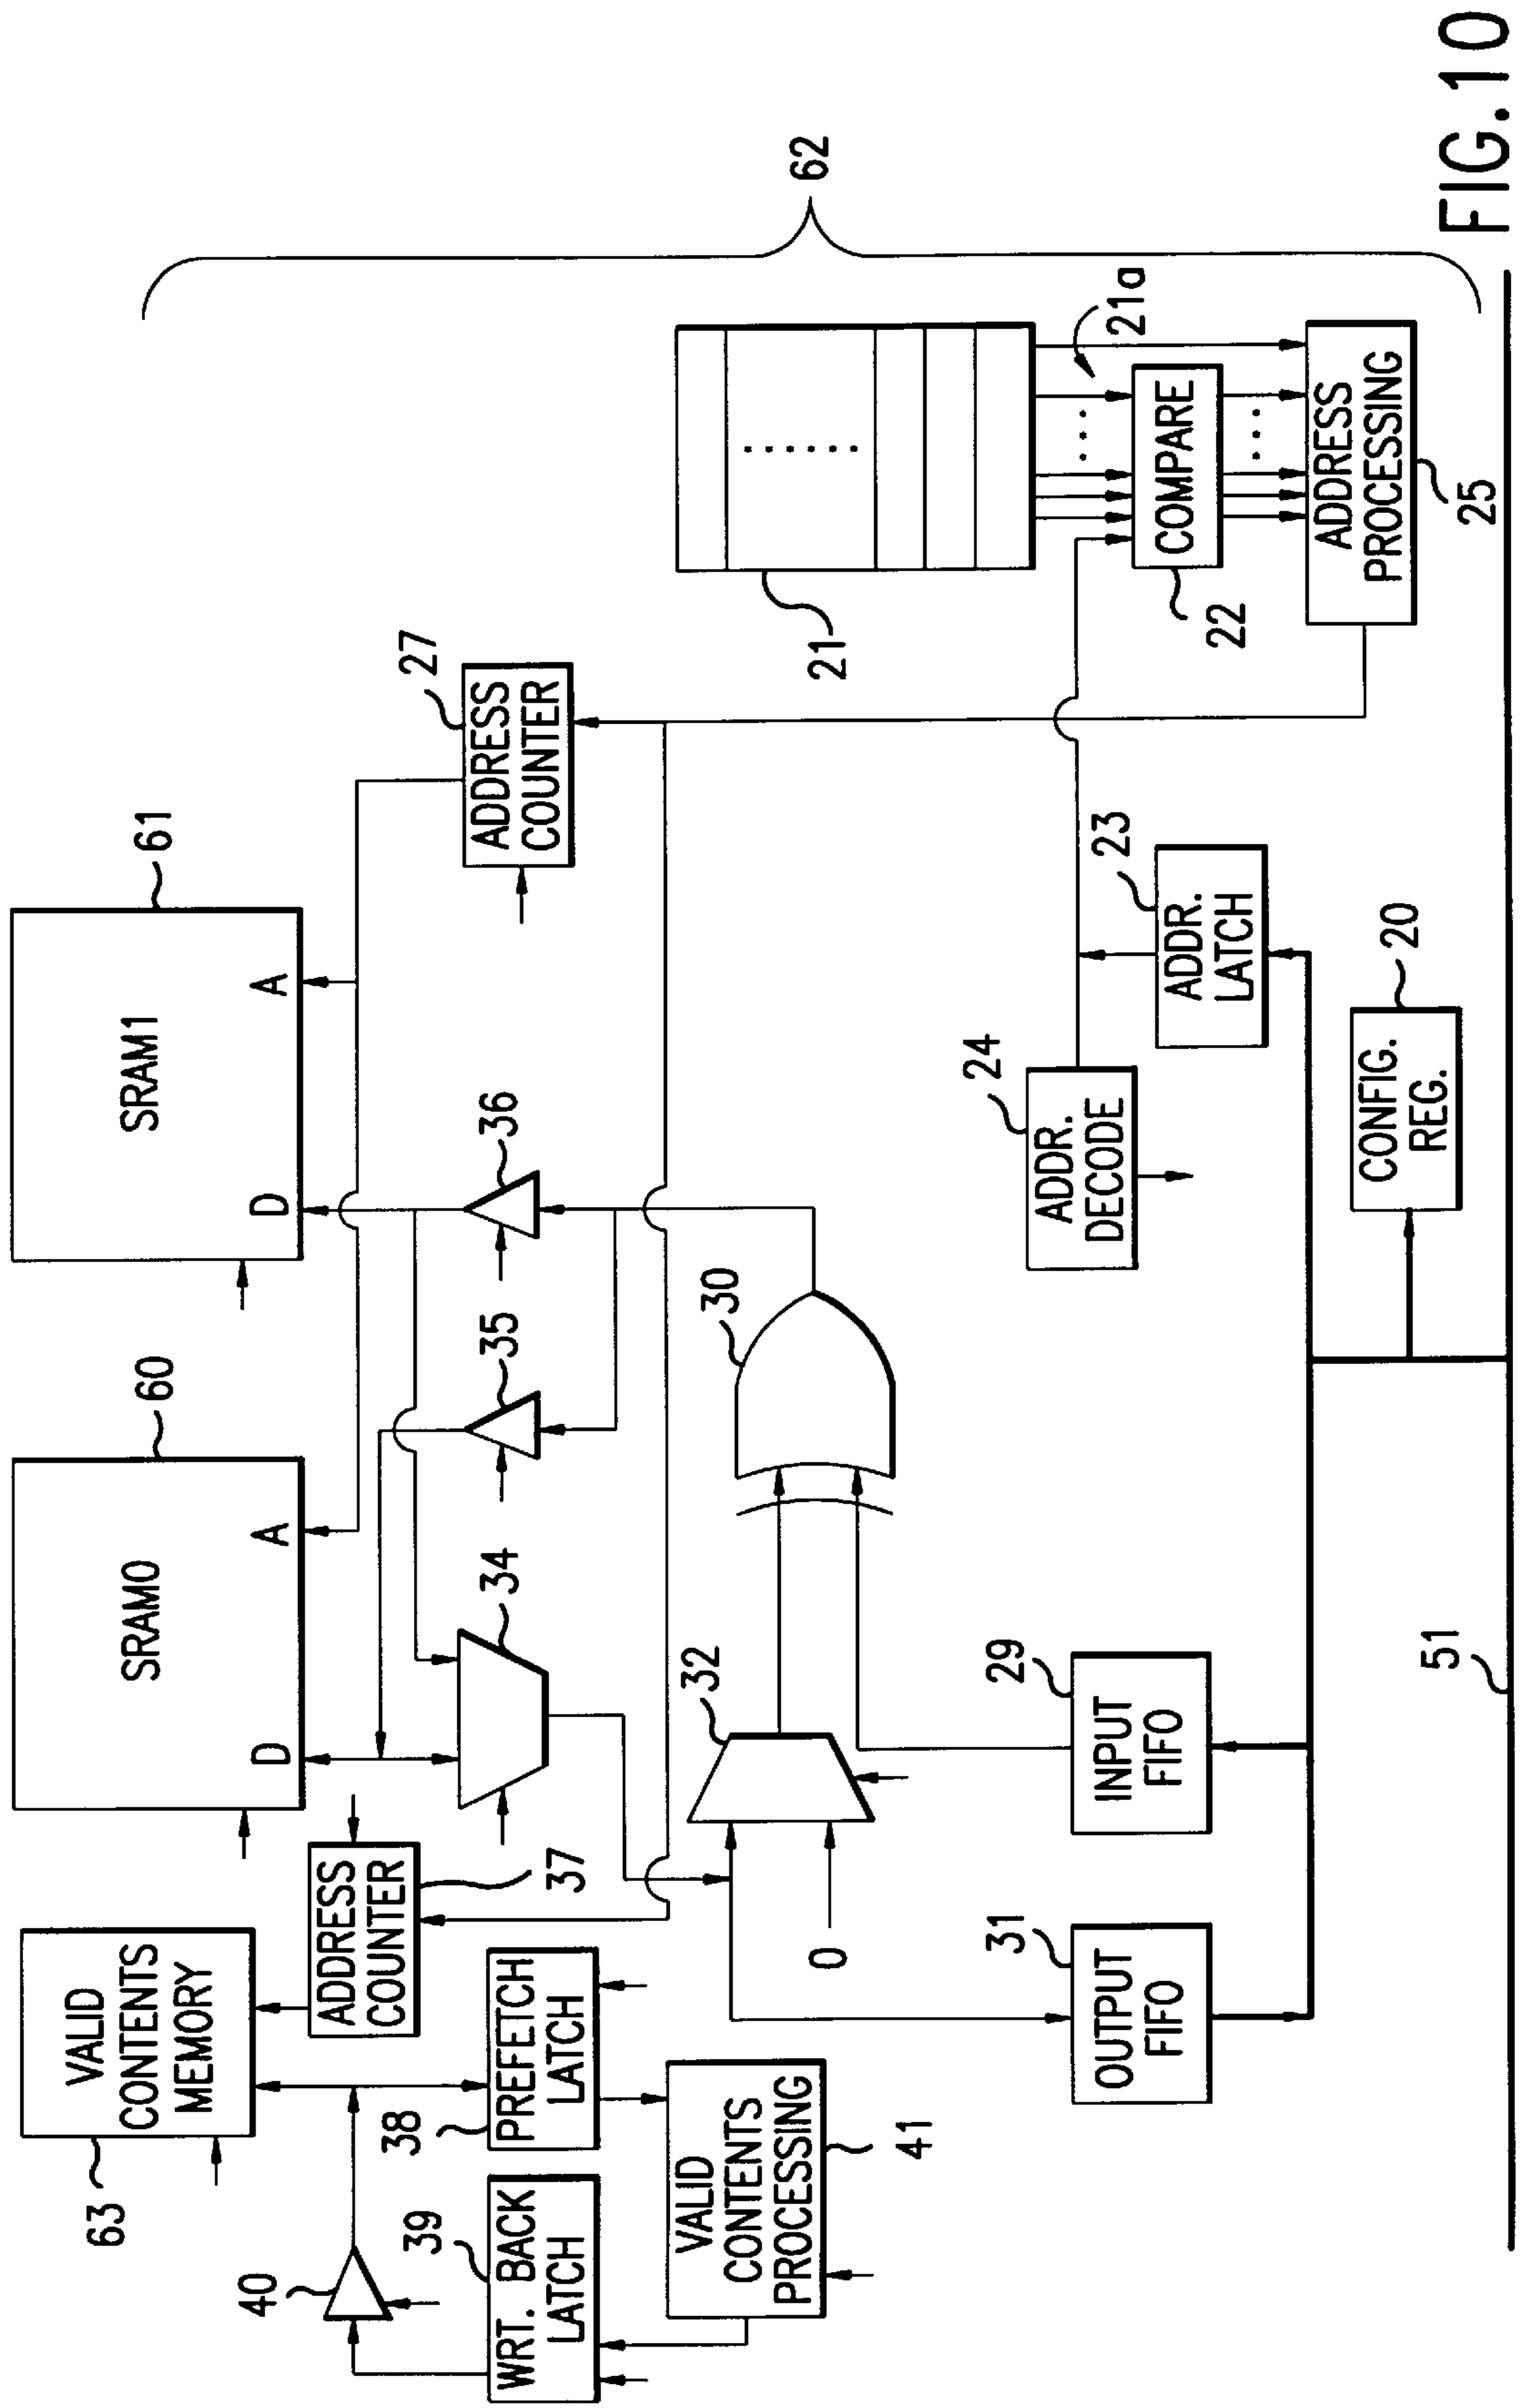 63
VALID
CONTENTS
MEMORY
60
SRAM0
D
A
61
SRAM1
D
A
40
ADDRESS
COUNTER
37
27
ADDRESS
COUNTER
39
WRT. BACK
LATCH
38
PREFETCH
LATCH
34
35
36
VALID
CONTENTS
PROCESSING
41
32
0
30
21
62
24
ADDR.
DECODE
23
ADDR.
LATCH
21a
22
COMPARE
31
OUTPUT
FIFO
29
INPUT
FIFO
20
CONFIG.
REG.
ADDRESS
PROCESSING
25
51
FIG.10